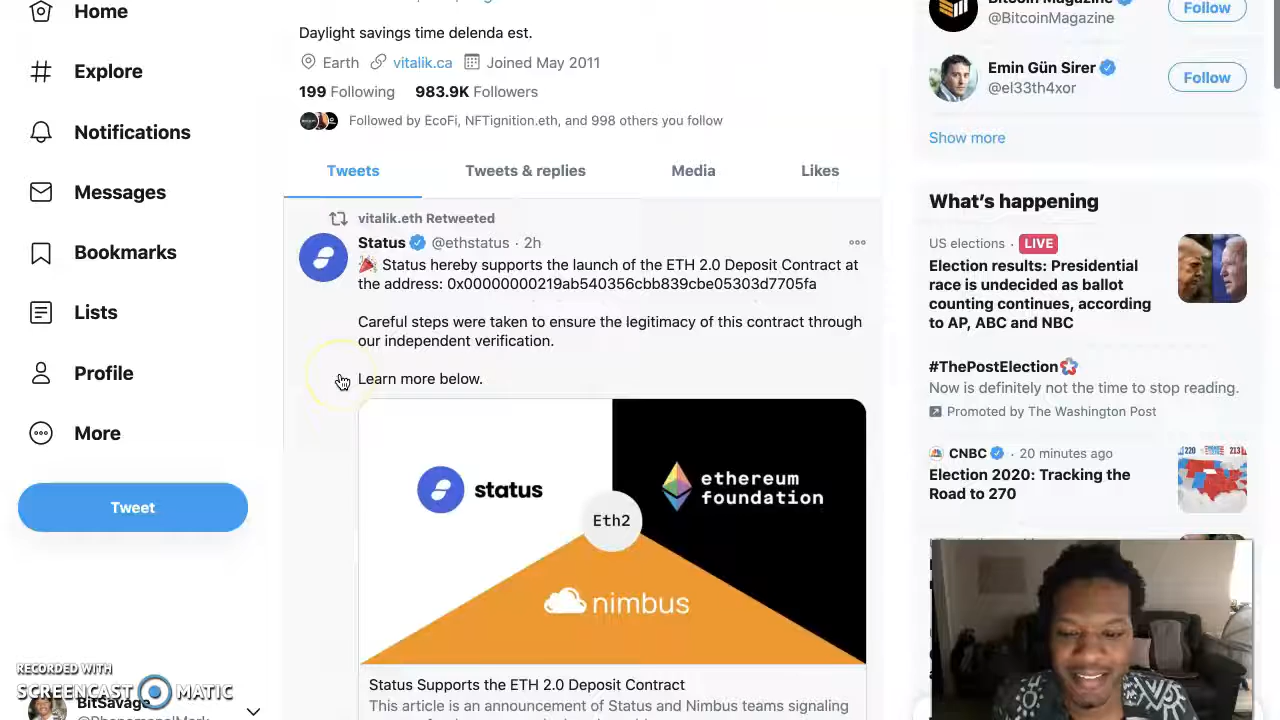 Home
Explore
Notifications
Messages
Bookmarks
Lists
Profile
More
Tweet
RECORDED WITH
SCREENCAST MATIC
BitSavage
Daylight savings time delenda est.
Earth vitalik.ca Joined May 2011
199 Following 983.9K Followers
Followed by EcoFi, NFTignition.eth, and 998 others you follow
Tweets Tweets & replies Media Likes
vitalik.eth Retweeted
Status @ethstatus · 2h
🎉 Status hereby supports the launch of the ETH 2.0 Deposit Contract at
the address: 0x00000000219ab540356cbb839cbe05303d7705fa
Careful steps were taken to ensure the legitimacy of this contract through
our independent verification.
Learn more below.
status
ethereum
foundation
Eth2
nimbus
Status Supports the ETH 2.0 Deposit Contract
This article is an announcement of Status and Nimbus teams signaling
Bitcoin Magazine
@BitcoinMagazine
Follow
Emin Gün Sirer
@el33th4xor
Follow
Show more
What's happening
US elections · LIVE
Election results: Presidential
race is undecided as ballot
counting continues, according
to AP, ABC and NBC
#ThePostElection
Now is definitely not the time to stop reading.
Promoted by The Washington Post
CNBC · 20 minutes ago
Election 2020: Tracking the
Road to 270
220 213